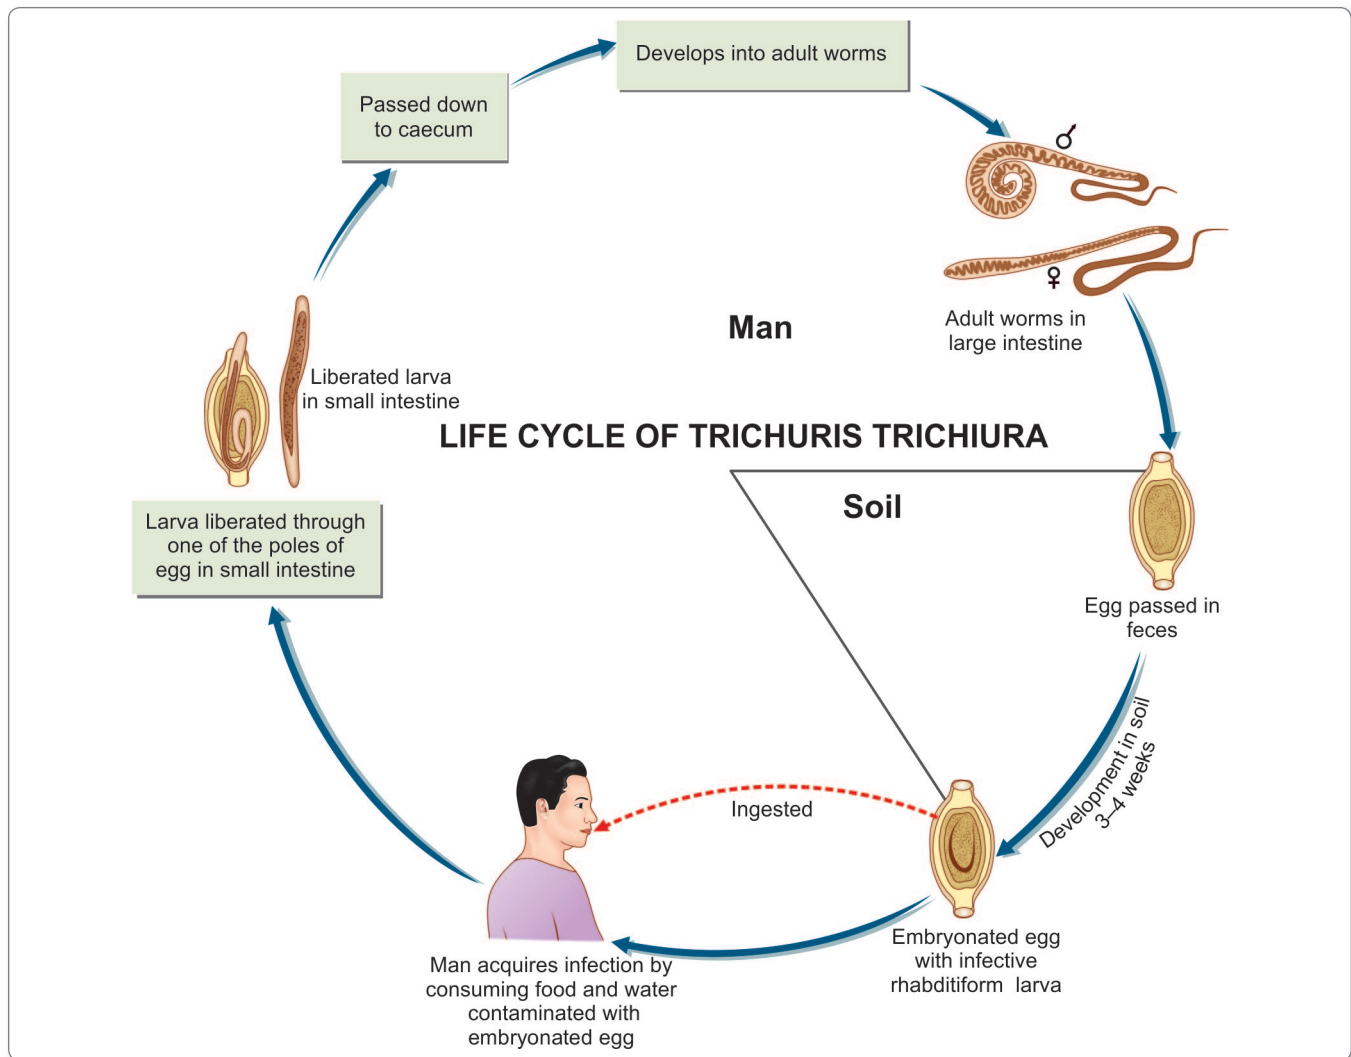 Develops into adult worms
Passed down
to caecum
♂
♀
Adult worms in
large intestine
Man
Liberated larva
in small intestine
LIFE CYCLE OF TRICHURIS TRICHIURA
Soil
Larva liberated through
one of the poles of
egg in small intestine
Egg passed in
feces
Development in soil
3–4 weeks
Ingested
Embryonated egg
with infective
rhabditiform larva
Man acquires infection by
consuming food and water
contaminated with
embryonated egg